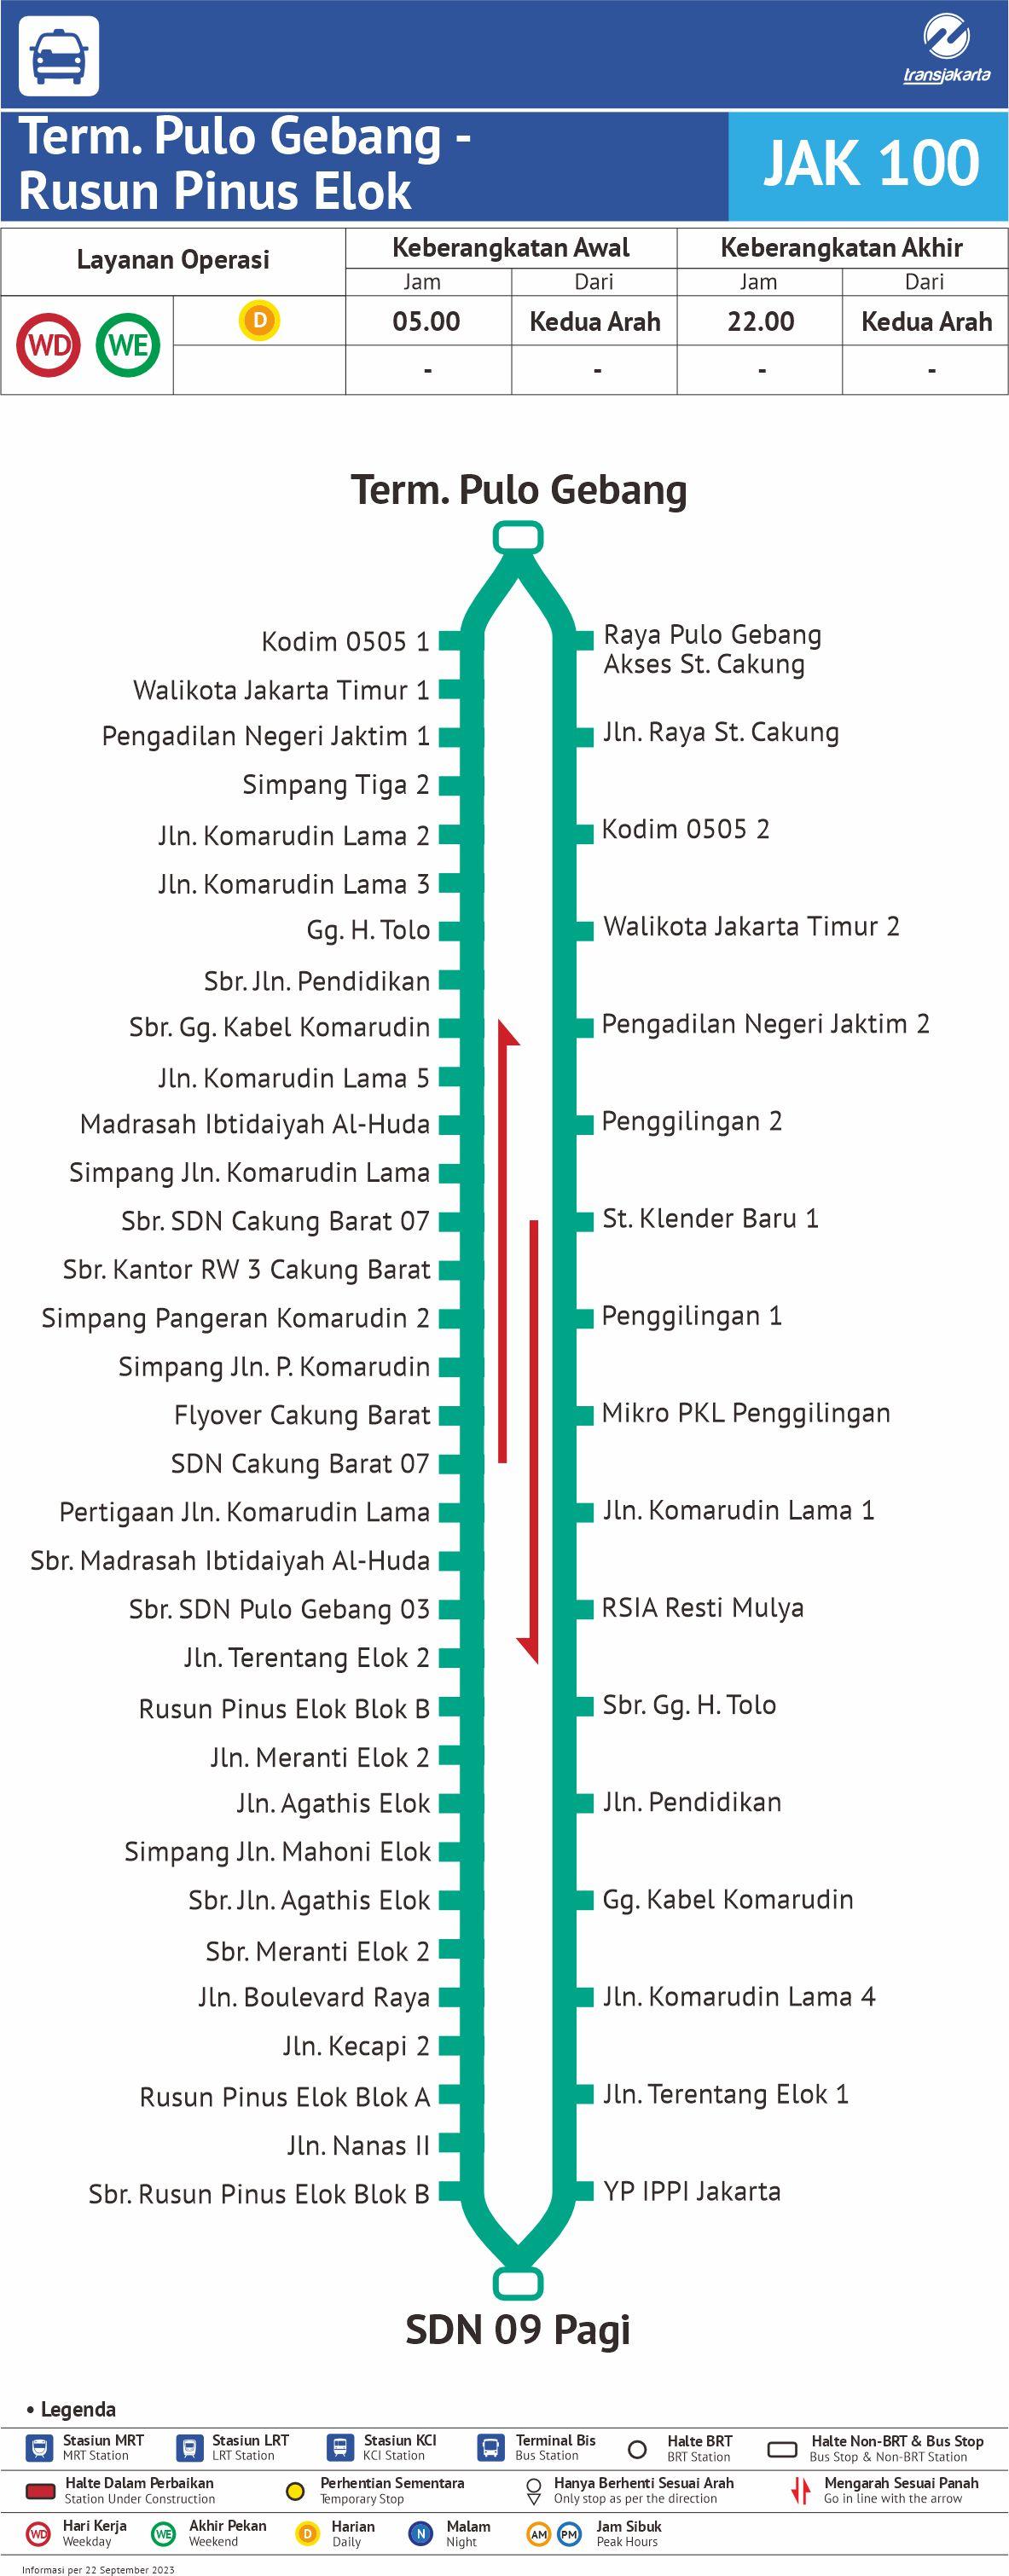 transjakarta
Term. Pulo Gebang -
Rusun Pinus Elok
JAK 100
Layanan Operasi
Keberangkatan Awal
Keberangkatan Akhir
Jam
Dari
Jam
Dari
WD
WE
D
05.00
Kedua Arah
22.00
Kedua Arah
-
-
-
-
Term. Pulo Gebang
Kodim 0505 1
Walikota Jakarta Timur 1
Pengadilan Negeri Jaktim 1
Simpang Tiga 2
Jln. Komarudin Lama 2
Jln. Komarudin Lama 3
Gg. H. Tolo
Sbr. Jln. Pendidikan
Sbr. Gg. Kabel Komarudin
Jln. Komarudin Lama 5
Madrasah Ibtidaiyah Al-Huda
Simpang Jln. Komarudin Lama
Sbr. SDN Cakung Barat 07
Sbr. Kantor RW 3 Cakung Barat
Simpang Pangeran Komarudin 2
Simpang Jln. P. Komarudin
Flyover Cakung Barat
SDN Cakung Barat 07
Pertigaan Jln. Komarudin Lama
Sbr. Madrasah Ibtidaiyah Al-Huda
Sbr. SDN Pulo Gebang 03
Jln. Terentang Elok 2
Rusun Pinus Elok Blok B
Jln. Meranti Elok 2
Jln. Agathis Elok
Simpang Jln. Mahoni Elok
Sbr. Jln. Agathis Elok
Sbr. Meranti Elok 2
Jln. Boulevard Raya
Jln. Kecapi 2
Rusun Pinus Elok Blok A
Jln. Nanas II
Sbr. Rusun Pinus Elok Blok B
Raya Pulo Gebang
Akses St. Cakung
Jln. Raya St. Cakung
Kodim 0505 2
Walikota Jakarta Timur 2
Pengadilan Negeri Jaktim 2
Penggilingan 2
St. Klender Baru 1
Penggilingan 1
Mikro PKL Penggilingan
Jln. Komarudin Lama 1
RSIA Resti Mulya
Sbr. Gg. H. Tolo
Jln. Pendidikan
Gg. Kabel Komarudin
Jln. Komarudin Lama 4
Jln. Terentang Elok 1
YP IPPI Jakarta
SDN 09 Pagi
• Legenda
Stasiun MRT
MRT Station
Stasiun LRT
LRT Station
Stasiun KCI
KCI Station
Terminal Bis
Bus Station
Halte BRT
BRT Station
Halte Non-BRT & Bus Stop
Bus Stop & Non-BRT Station
Halte Dalam Perbaikan
Station Under Construction
Perhentian Sementara
Temporary Stop
Hanya Berhenti Sesuai Arah
Only stop as per the direction
Mengarah Sesuai Panah
Go in line with the arrow
WD
Hari Kerja
Weekday
WE
Akhir Pekan
Weekend
D
Harian
Daily
N
Malam
Night
AM
PM
Jam Sibuk
Peak Hours
Informasi per 22 September 2023